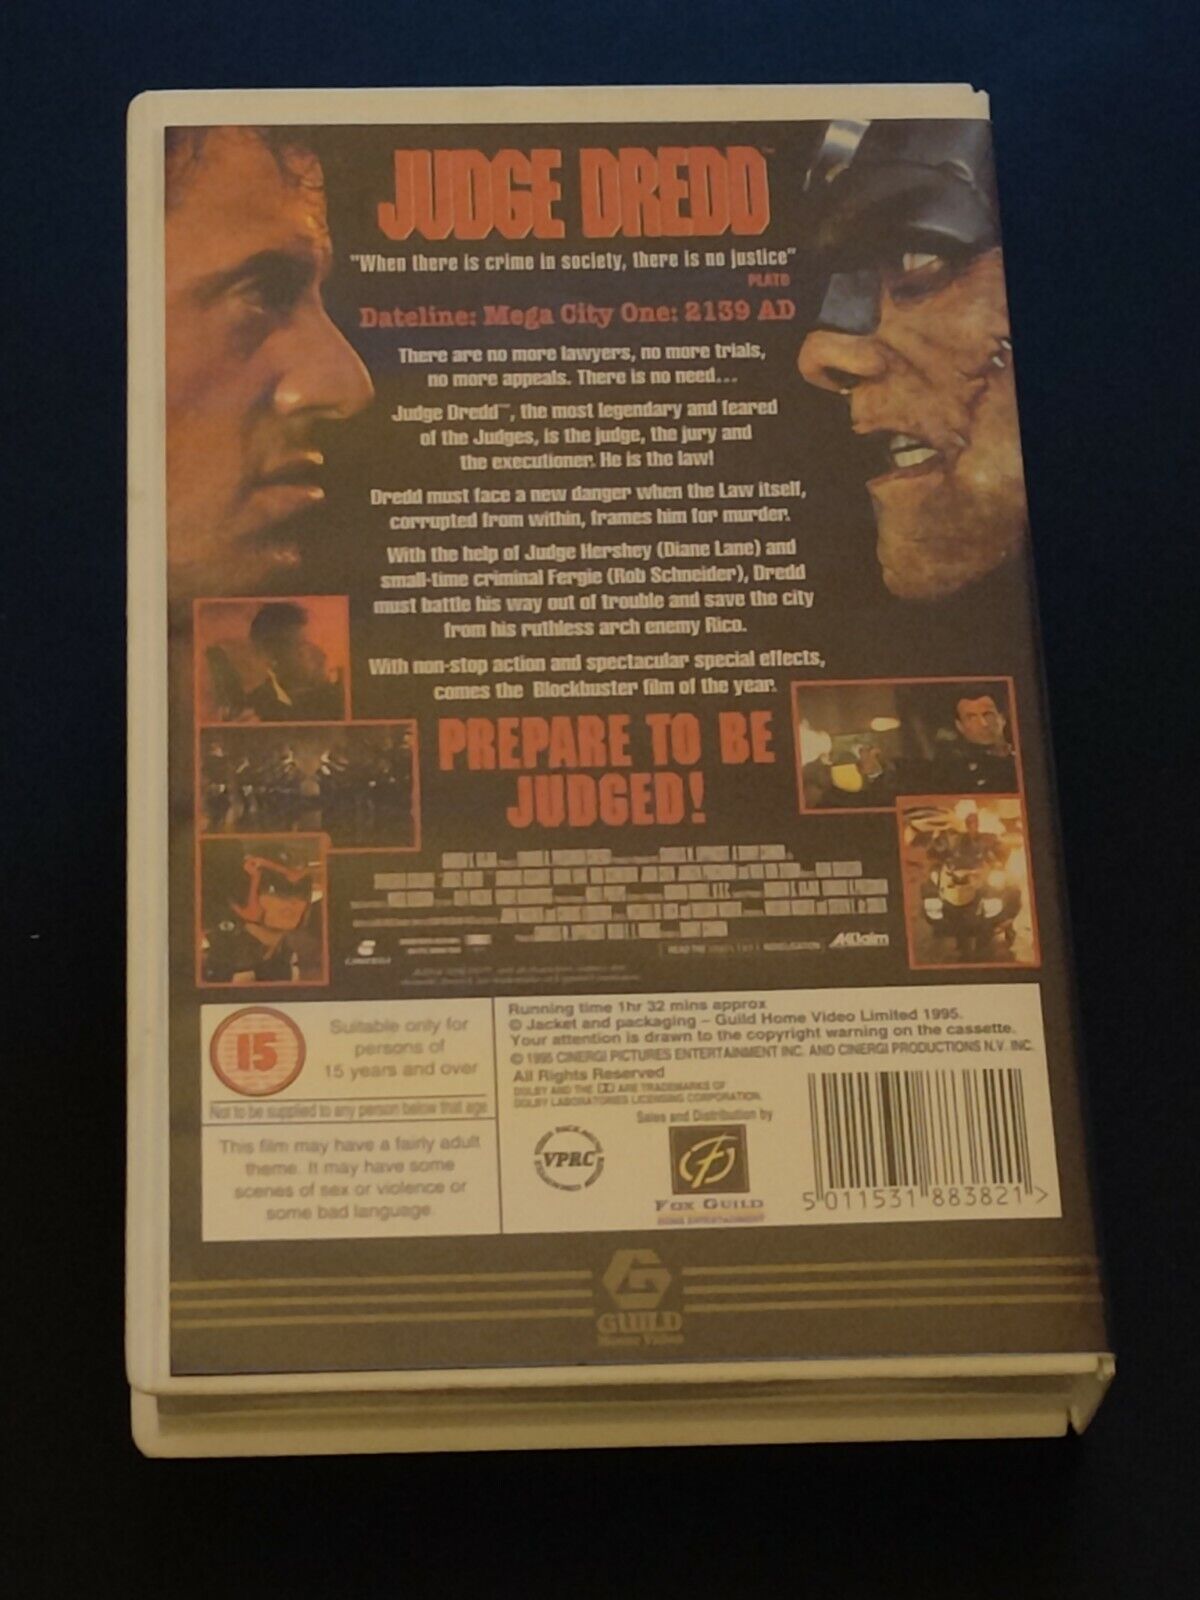 JUDGE DREDD™
"When there is crime in society, there is no justice"
PLATO
Dateline: Mega City One: 2139 AD
There are no more lawyers, no more trials,
no more appeals. There is no need...
Judge Dredd™, the most legendary and feared
of the Judges, is the judge, the jury and
the executioner. He is the law!
Dredd must face a new danger when the Law itself,
corrupted from within, frames him for murder.
With the help of Judge Hershey (Diane Lane) and
small-time criminal Fergie (Rob Schneider), Dredd
must battle his way out of trouble and save the city
from his ruthless arch enemy Rico.
With non-stop action and spectacular special effects,
comes the Blockbuster film of the year.
PREPARE TO BE
JUDGED!
CINERGI
READ THE NOVELISATION
AKlaim
15
Suitable only for
persons of
15 years and over
Not to be supplied to any person below that age
This film may have a fairly adult
theme. It may have some
scenes of sex or violence or
some bad language.
Running time 1hr 32 mins approx
© Jacket and packaging – Guild Home Video Limited 1995.
Your attention is drawn to the copyright warning on the cassette.
© 1995 CINERGI PICTURES ENTERTAINMENT INC. AND CINERGI PRODUCTIONS N.V. INC.
All Rights Reserved
DOLBY AND THE DD ARE TRADEMARKS OF
DOLBY LABORATORIES LICENSING CORPORATION.
Sales and Distribution by
VPRC
FOX GUILD
HOME ENTERTAINMENT
5 011531 883821 >
GUILD
Home Video